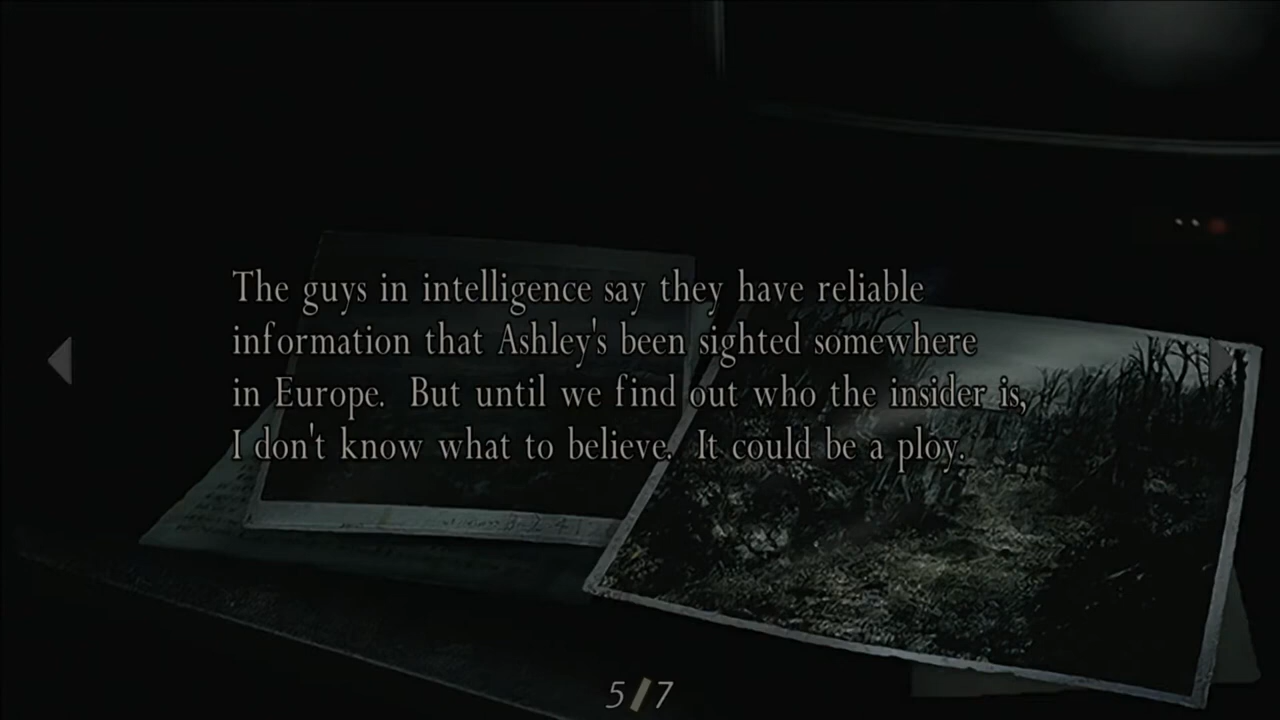 The guys in intelligence say they have reliable
information that Ashley's been sighted somewhere
in Europe. But until we find out who the insider is,
I don't know what to believe. It could be a ploy.
5/7